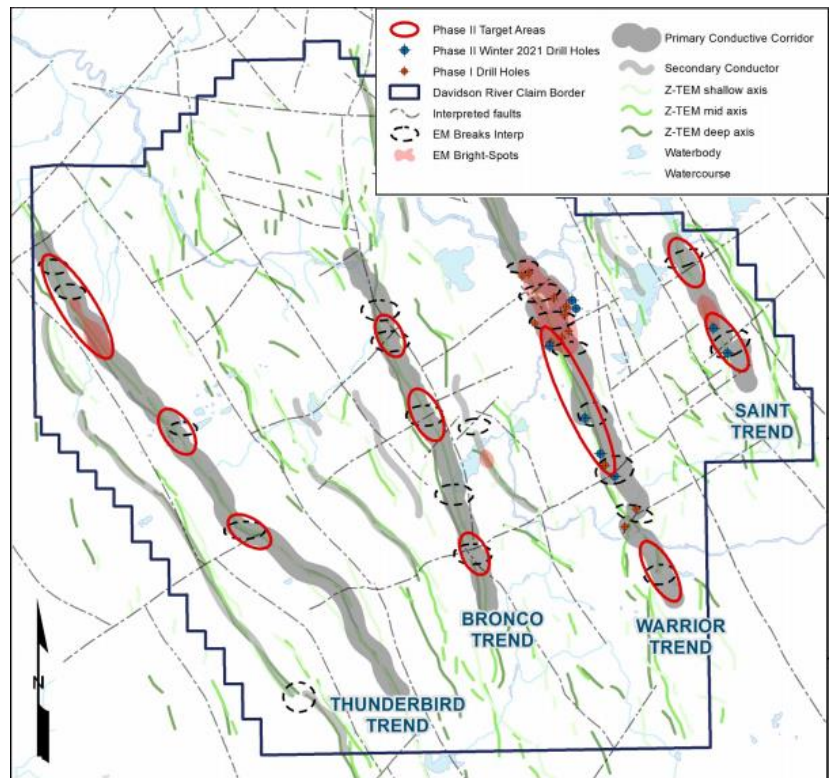 Phase II Target Areas
Phase II Winter 2021 Drill Holes
Phase I Drill Holes
Davidson River Claim Border
Interpreted faults
EM Breaks Interp
EM Bright-Spots
Primary Conductive Corridor
Secondary Conductor
Z-TEM shallow axis
Z-TEM mid axis
Z-TEM deep axis
Waterbody
Watercourse
SAINT
TREND
BRONCO
TREND
WARRIOR
TREND
THUNDERBIRD
TREND
N